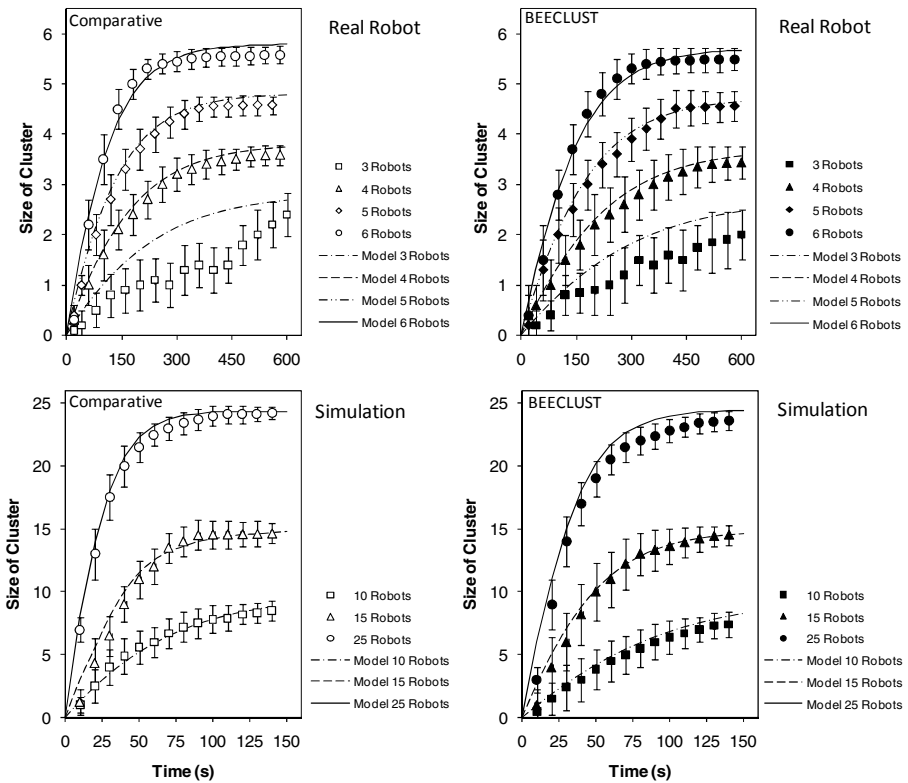 Comparative
Real Robot
Size of Cluster
6
5
4
3
2
1
0
0 150 300 450 600
3 Robots
4 Robots
5 Robots
6 Robots
Model 3 Robots
Model 4 Robots
Model 5 Robots
Model 6 Robots
BEECLUST
Real Robot
Size of Cluster
6
5
4
3
2
1
0
0 150 300 450 600
3 Robots
4 Robots
5 Robots
6 Robots
Model 3 Robots
Model 4 Robots
Model 5 Robots
Model 6 Robots
Comparative
Simulation
Size of Cluster
25
20
15
10
5
0
0 25 50 75 100 125 150
Time (s)
10 Robots
15 Robots
25 Robots
Model 10 Robots
Model 15 Robots
Model 25 Robots
BEECLUST
Simulation
Size of Cluster
25
20
15
10
5
0
0 25 50 75 100 125 150
Time (s)
10 Robots
15 Robots
25 Robots
Model 10 Robots
Model 15 Robots
Model 25 Robots